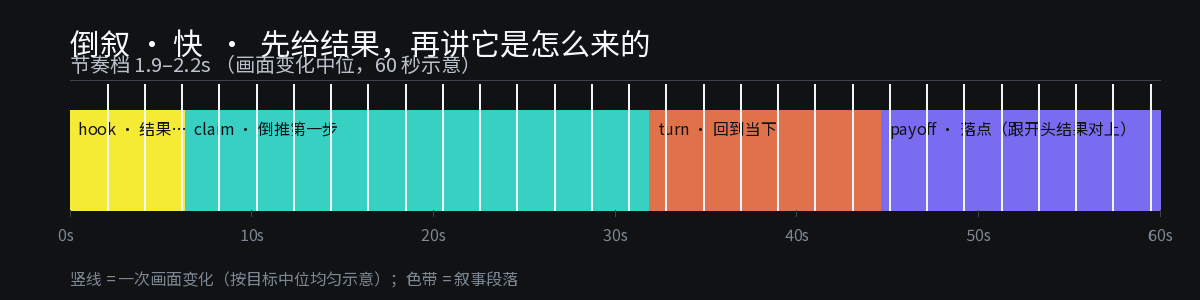 倒叙 · 快 · 先给结果，再讲它是怎么来的
节奏档 1.9–2.2s （画面变化中位，60 秒示意）
hook · 结果… claim · 倒推第一步 turn · 回到当下 payoff · 落点（跟开头结果对上）
0s 10s 20s 30s 40s 50s 60s
竖线 =一次画面变化（按目标中位均匀示意）；色带 =叙事段落